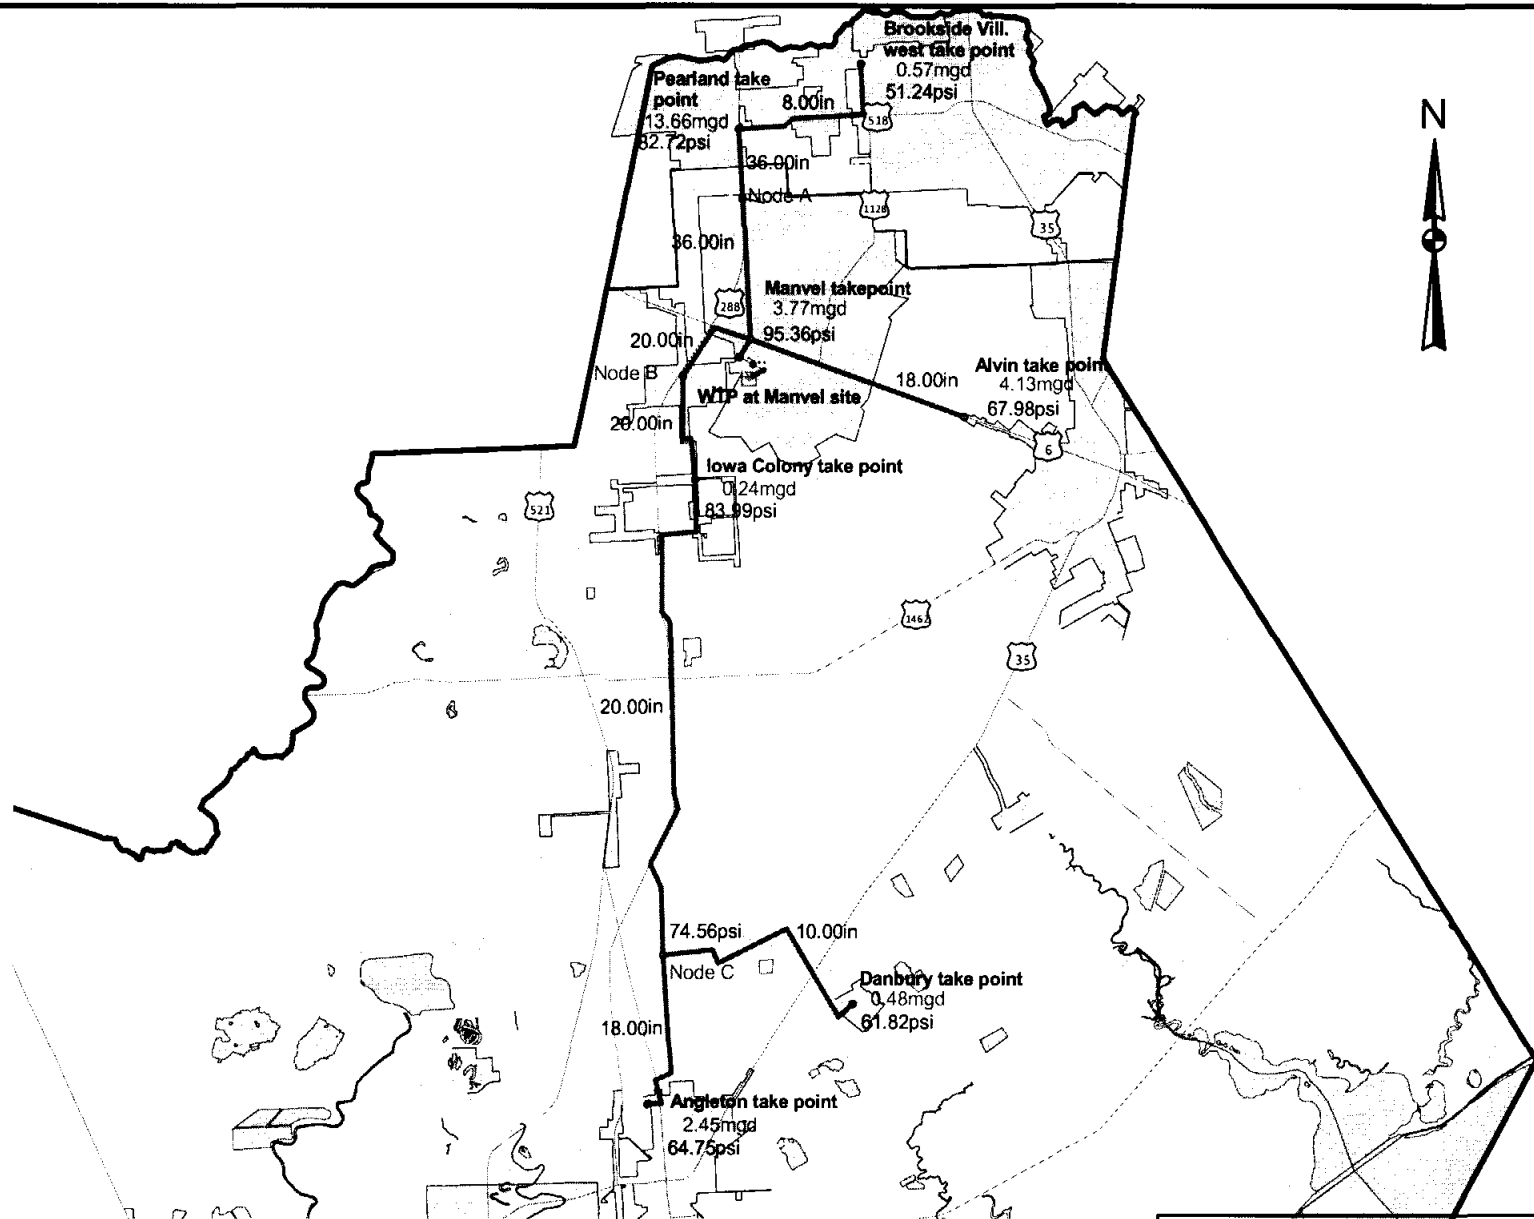 Brookside Vill.
west take point
0.57mgd
51.24psi
Pearland take
point
13.66mgd
82.72psi
8.00in
518
N
36.00in
Node A
1128
35
36.00in
288
Manvel takepoint
3.77mgd
95.36psi
20.00in
Node B
Alvin take point
4.13mgd
67.98psi
18.00in
WTP at Manvel site
20.00in
6
Iowa Colony take point
0.24mgd
83.99psi
521
1462
35
20.00in
74.56psi
10.00in
Node C
Danbury take point
0.48mgd
61.82psi
18.00in
Angleton take point
2.45mgd
64.75psi